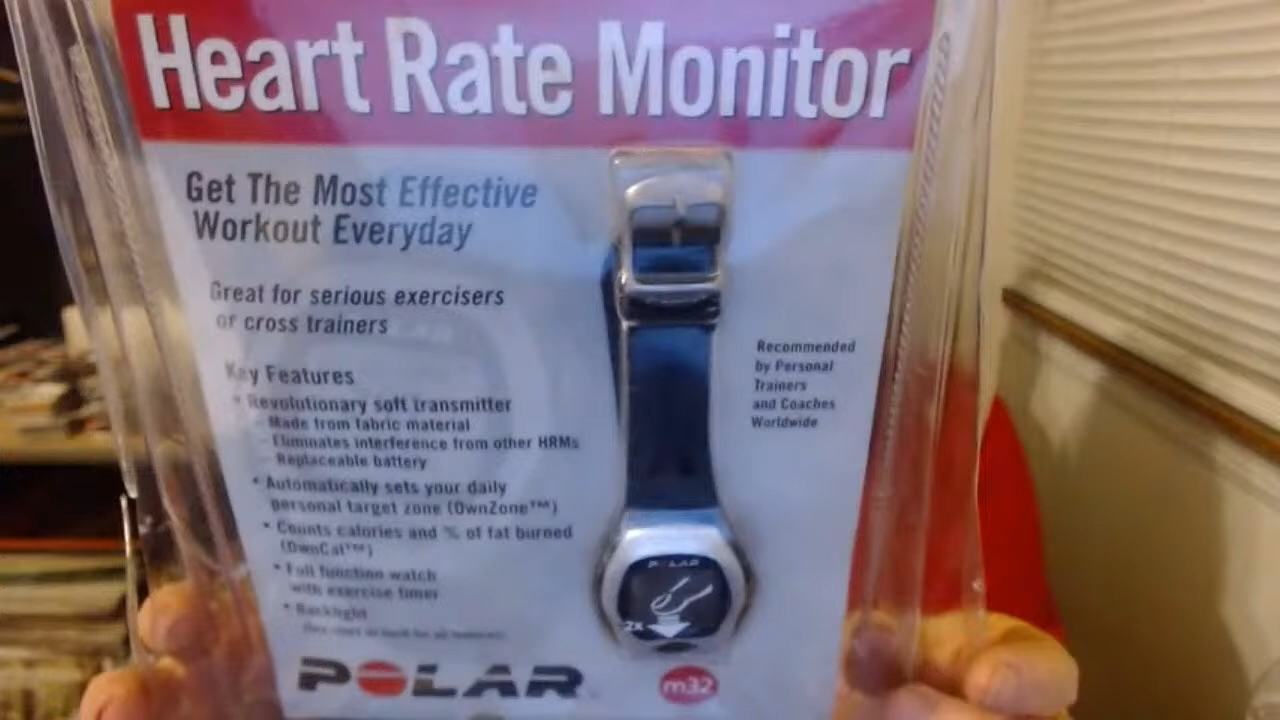 Heart Rate Monitor
Get The Most Effective
Workout Everyday
Great for serious exercisers
or cross trainers
Key Features
• Revolutionary soft transmitter
- Made from fabric material
- Eliminates interference from other HRMs
- Replaceable battery
• Automatically sets your daily
personal target zone (OwnZone™)
• Counts calories and % of fat burned
(OwnCal™)
• Full function watch
with exercise timer
• Backlight
Recommended
by Personal
Trainers
and Coaches
Worldwide
POLAR
2x
POLAR
m32